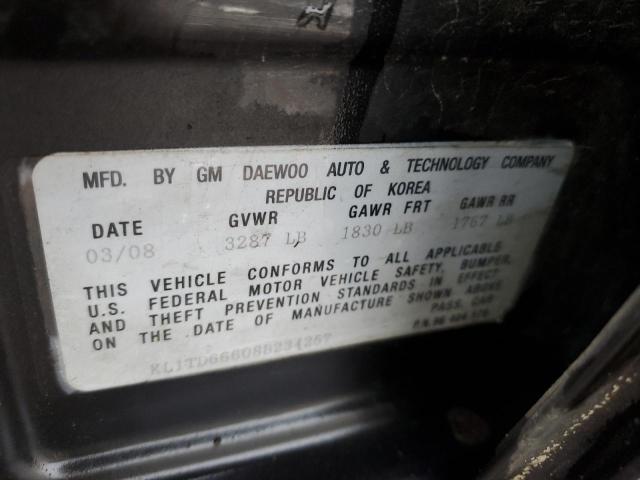 MFD. BY GM DAEWOO AUTO & TECHNOLOGY COMPANY
REPUBLIC OF KOREA
DATE GVWR GAWR FRT GAWR RR
03/08 3287 LB 1830 LB 1767 LB
THIS VEHICLE CONFORMS TO ALL APPLICABLE
U.S. FEDERAL MOTOR VEHICLE SAFETY, BUMPER,
AND THEFT PREVENTION STANDARDS IN EFFECT
ON THE DATE OF MANUFACTURE SHOWN ABOVE
PASS. CAR
KL1TD66608B234267
P.N.